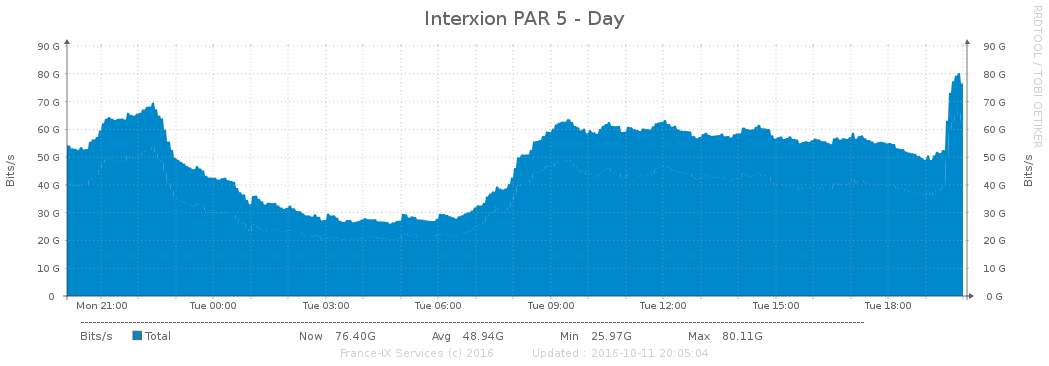 Interxion PAR 5 - Day
RRDTOOL / TOBI OETIKER
Bits/s
90 G
80 G
70 G
60 G
50 G
40 G
30 G
20 G
10 G
0
90 G
80 G
70 G
60 G
50 G
40 G
30 G
20 G
10 G
0 G
Bits/s
Mon 21:00 Tue 00:00 Tue 03:00 Tue 06:00 Tue 09:00 Tue 12:00 Tue 15:00 Tue 18:00
Bits/s Total Now 76.40G Avg 48.94G Min 25.97G Max 80.11G
France-IX Services (c) 2016 Updated : 2016-10-11 20:05:04